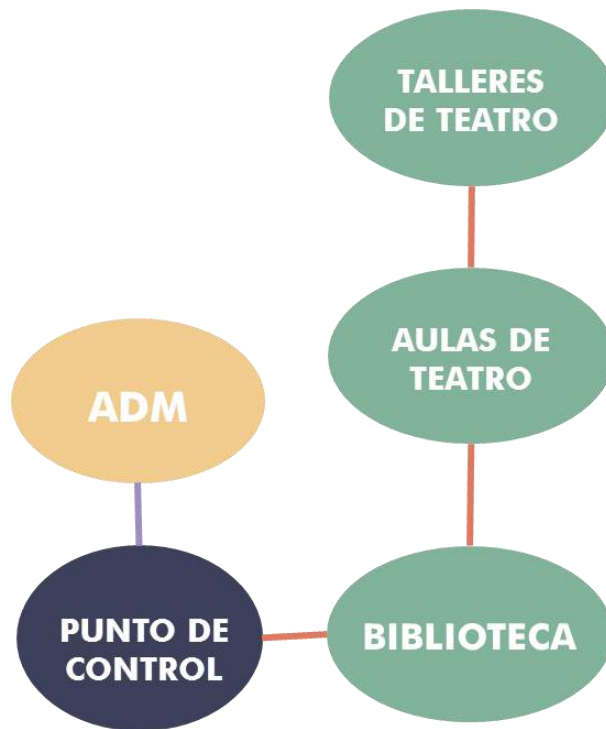 TALLERES
DE TEATRO
AULAS DE
TEATRO
ADM
PUNTO DE
CONTROL
BIBLIOTECA